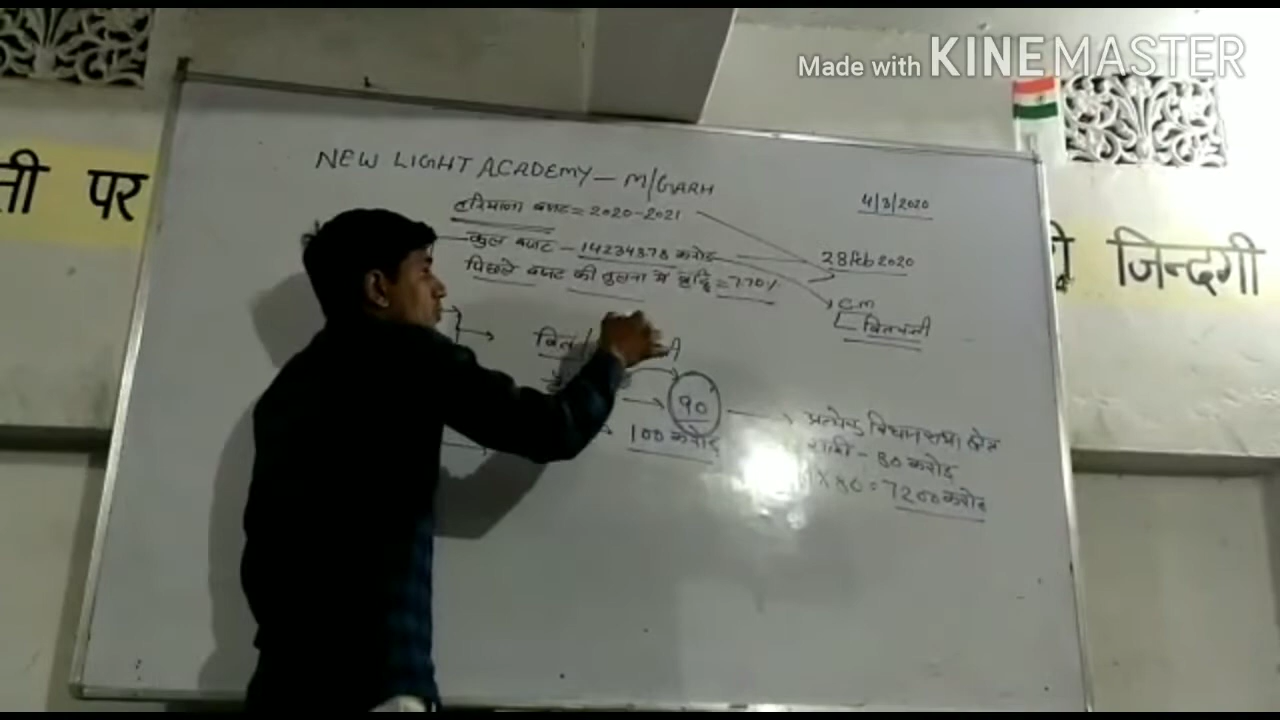 Made with KINEMASTER
ती पर
जिन्दगी
NEW LIGHT ACADEMY – M/GARH
4/3/2020
हरियाणा बजट = 2020-2021
कुल बजट – 14234378 करोड़
28 Feb 2020
पिछले बजट की तुलना में वृद्धि = 7.70%
CM
वित्तमंत्री
वित्त
90
100 करोड़
प्रत्येक विधानसभा क्षेत्र
राशि – 80 करोड़
X 80 = 7200 करोड़